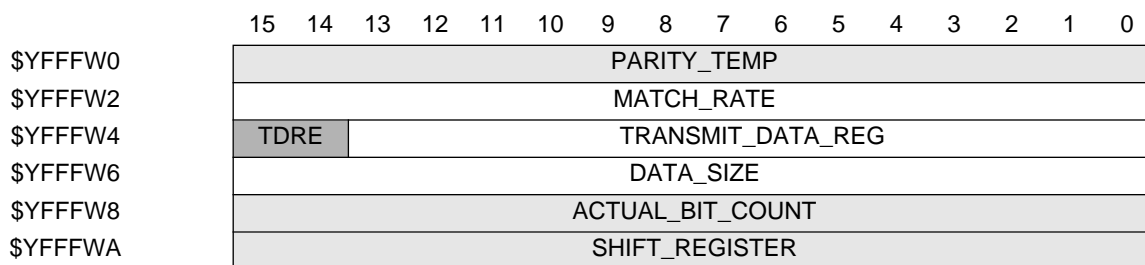 15 14 13 12 11 10 9 8 7 6 5 4 3 2 1 0
$YFFFW0 PARITY_TEMP
$YFFFW2 MATCH_RATE
$YFFFW4 TDRE TRANSMIT_DATA_REG
$YFFFW6 DATA_SIZE
$YFFFW8 ACTUAL_BIT_COUNT
$YFFFWA SHIFT_REGISTER